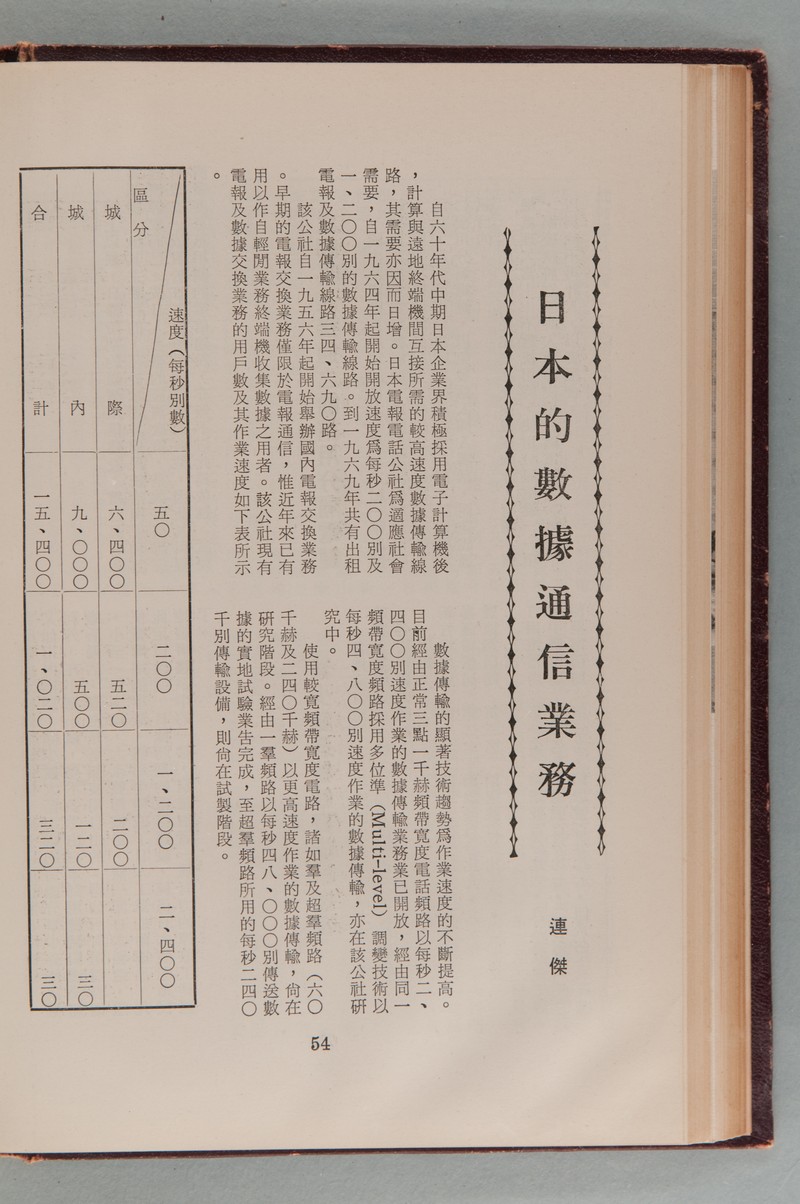 日本的數據通信業務
連傑
自六十年代中期日本企業界積極採用電子計算機後
，計算與遠地終端機間互接所需的較高速度數據傳輸線
路，其需要亦因而日增。日本電報電話公社爲適應社會
需要，自一九六四年起開始開放速度爲每秒二〇〇別及
一、二〇〇別的數據傳輸線路。到一九六九年共有出租
電報及數據傳輸線路三四、六九〇路。
該公社自一九五六年起開始舉辦國內電報交換業務
。早期的電報交換業務僅限於電報通信，惟近年來已有
用以作自輕閒業務終端機收集數據之用者。該公社現有
電報及數據交換業務的用戶數及其作業速度如下表所示
。
數據傳輸的顯著技術趨勢爲作業速度的不斷提高。
目前經由正常三點一千赫頻帶寬度電話頻路以每秒二、
四〇〇別速度作業的數據傳輸業務業已開放，經由同一
頻帶寬度頻路採用多位準（Multi-level）調變技術以
每秒四、八〇〇別速度作業的數據傳輸，亦在該公社研
究中。
使用較寬頻帶寬度電路，諸如羣及超羣頻路（六〇
千赫及二四〇千赫）以更高速度作業的數據傳輸，尙在
研究階段。經由一羣頻路以每秒四八、〇〇〇別傳送數
據的實地試驗業吿完成，至超羣頻路所用的每秒二四〇
千別傳輸設備，則尙在試製階段。
區分 速度（每秒別數） 五〇 二〇〇 一、二〇〇 二、四〇〇
城際 六、四〇〇 五二〇 二〇〇
城內 九、〇〇〇 五〇〇 一二〇 三〇
合計 一五、四〇〇 一、〇二〇 三二〇 三〇
54